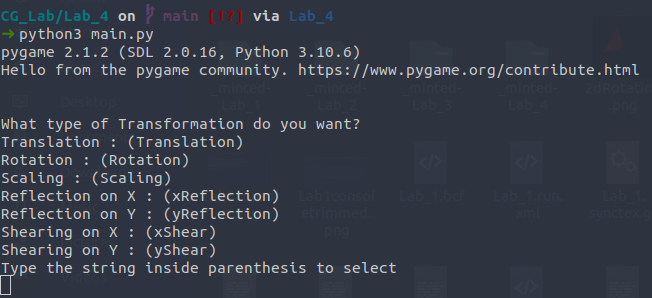 CG_Lab/Lab_4 on main [!?] via Lab_4
➜ python3 main.py
pygame 2.1.2 (SDL 2.0.16, Python 3.10.6)
Hello from the pygame community. https://www.pygame.org/contribute.html
What type of Transformation do you want?
Translation : (Translation)
Rotation : (Rotation)
Scaling : (Scaling)
Reflection on X : (xReflection)
Reflection on Y : (yReflection)
Shearing on X : (xShear)
Shearing on Y : (yShear)
Type the string inside parenthesis to select